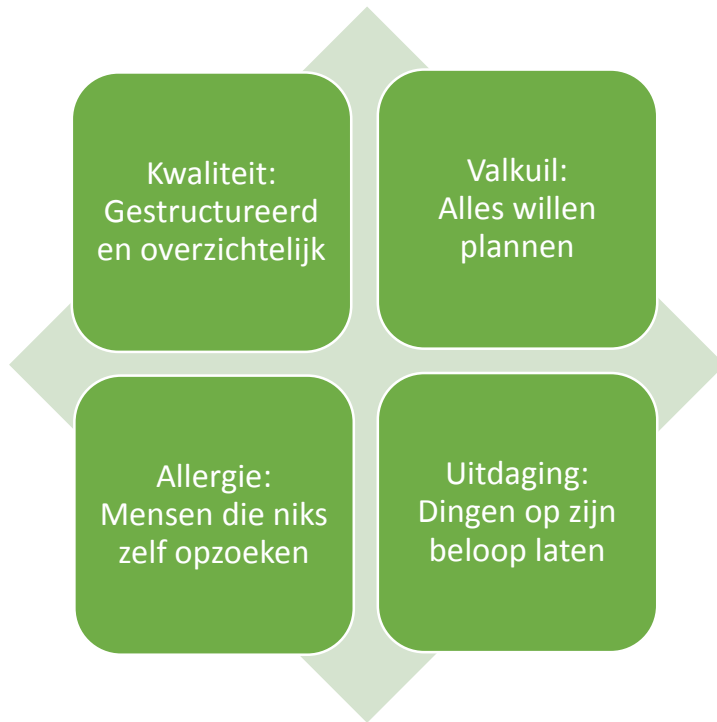 Kwaliteit:
Gestructureerd
en overzichtelijk
Valkuil:
Alles willen
plannen
Allergie:
Mensen die niks
zelf opzoeken
Uitdaging:
Dingen op zijn
beloop laten